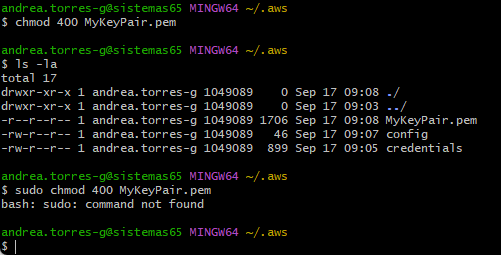 andrea.torres-g@sistemas65 MINGW64 ~/.aws
$ chmod 400 MyKeyPair.pem
andrea.torres-g@sistemas65 MINGW64 ~/.aws
$ ls -la
total 17
drwxr-xr-x 1 andrea.torres-g 1049089    0 Sep 17 09:08 ./
drwxr-xr-x 1 andrea.torres-g 1049089    0 Sep 17 09:03 ../
-r--r--r-- 1 andrea.torres-g 1049089 1706 Sep 17 09:08 MyKeyPair.pem
-rw-r--r-- 1 andrea.torres-g 1049089   46 Sep 17 09:07 config
-rw-r--r-- 1 andrea.torres-g 1049089  899 Sep 17 09:05 credentials
andrea.torres-g@sistemas65 MINGW64 ~/.aws
$ sudo chmod 400 MyKeyPair.pem
bash: sudo: command not found
andrea.torres-g@sistemas65 MINGW64 ~/.aws
$